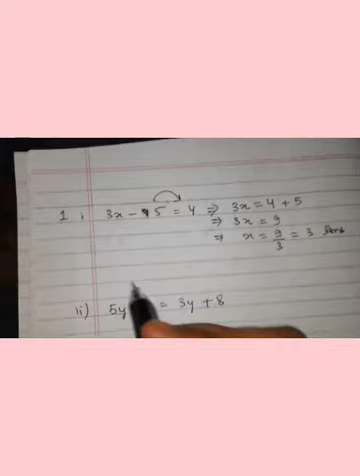 1 i 3x - 5 = 4 ⇒ 3x = 4 + 5
⇒ 3x = 9
⇒ x = 9/3 = 3
ii) 5y = 3y + 8